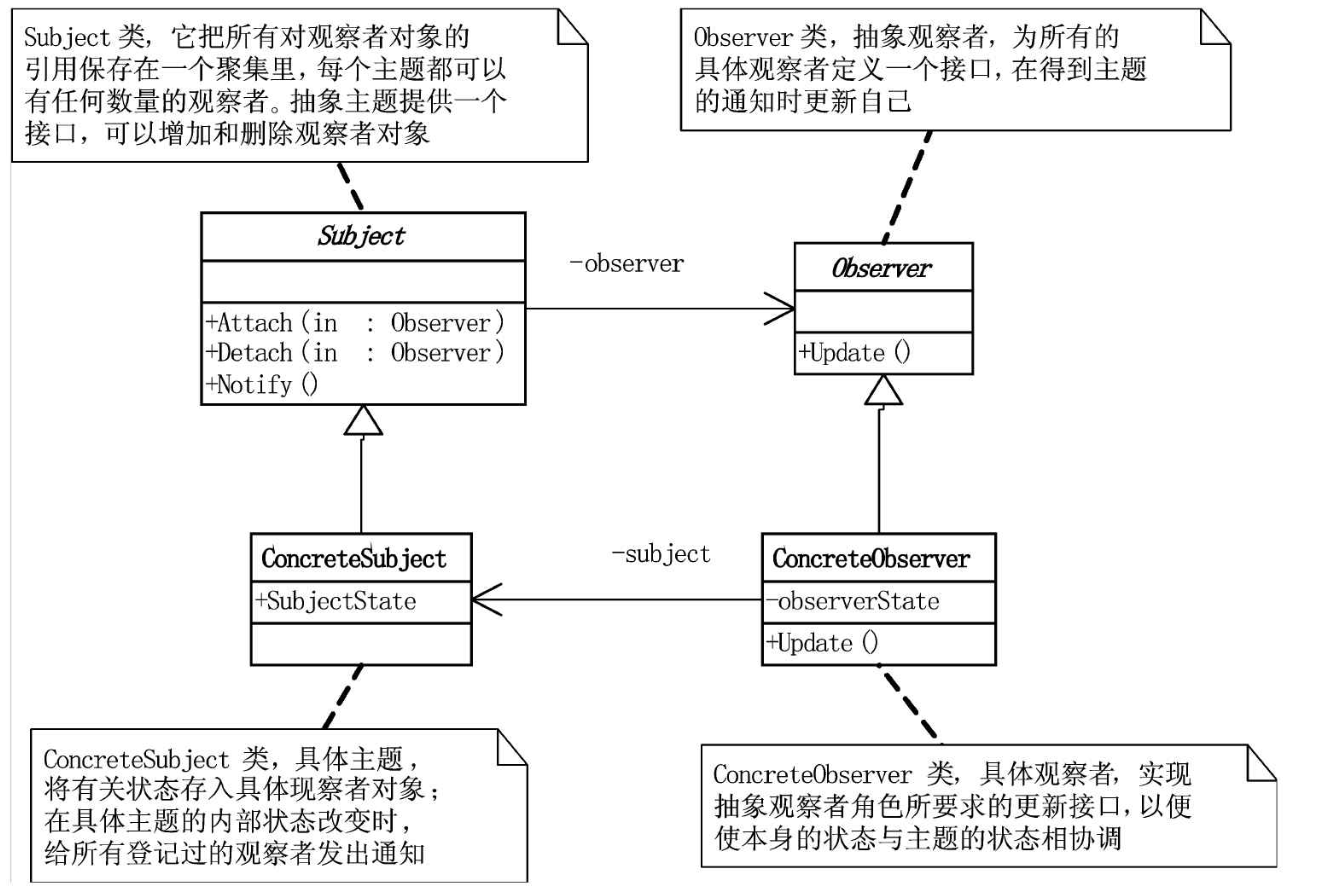 Subject 类，它把所有对观察者对象的
引用保存在一个聚集里，每个主题都可以
有任何数量的观察者。抽象主题提供一个
接口，可以增加和删除观察者对象
Observer 类，抽象观察者，为所有的
具体观察者定义一个接口，在得到主题
的通知时更新自己
Subject
+Attach(in : Observer)
+Detach(in : Observer)
+Notify()
-observer
Observer
+Update()
ConcreteSubject
+SubjectState
-subject
ConcreteObserver
-observerState
+Update()
ConcreteSubject 类，具体主题，
将有关状态存入具体现察者对象；
在具体主题的内部状态改变时，
给所有登记过的观察者发出通知
ConcreteObserver 类，具体观察者，实现
抽象观察者角色所要求的更新接口，以便
使本身的状态与主题的状态相协调